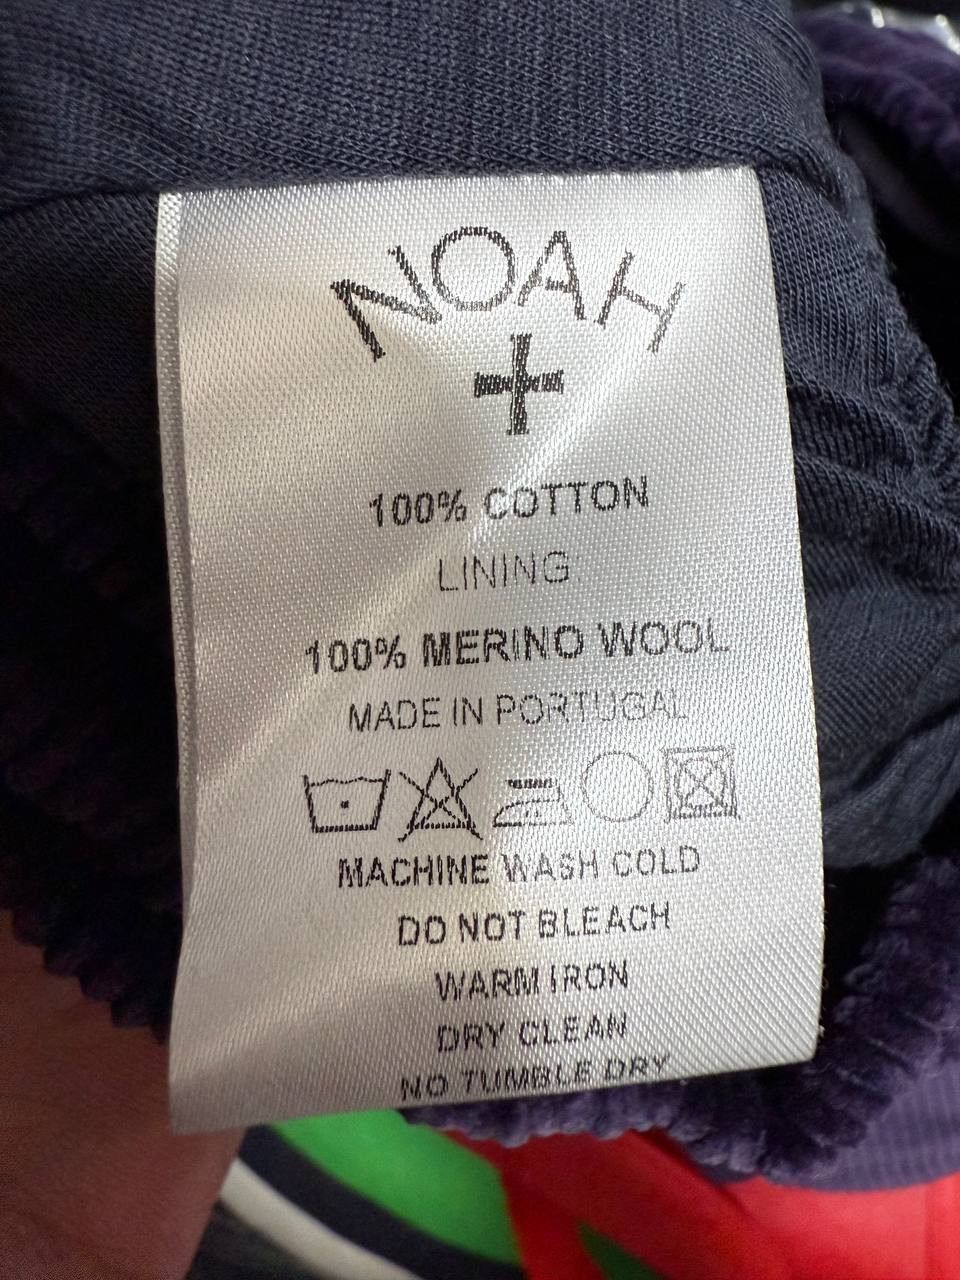 NOAH
100% COTTON
LINING:
100% MERINO WOOL
MADE IN PORTUGAL
MACHINE WASH COLD
DO NOT BLEACH
WARM IRON
DRY CLEAN
NO TUMBLE DRY